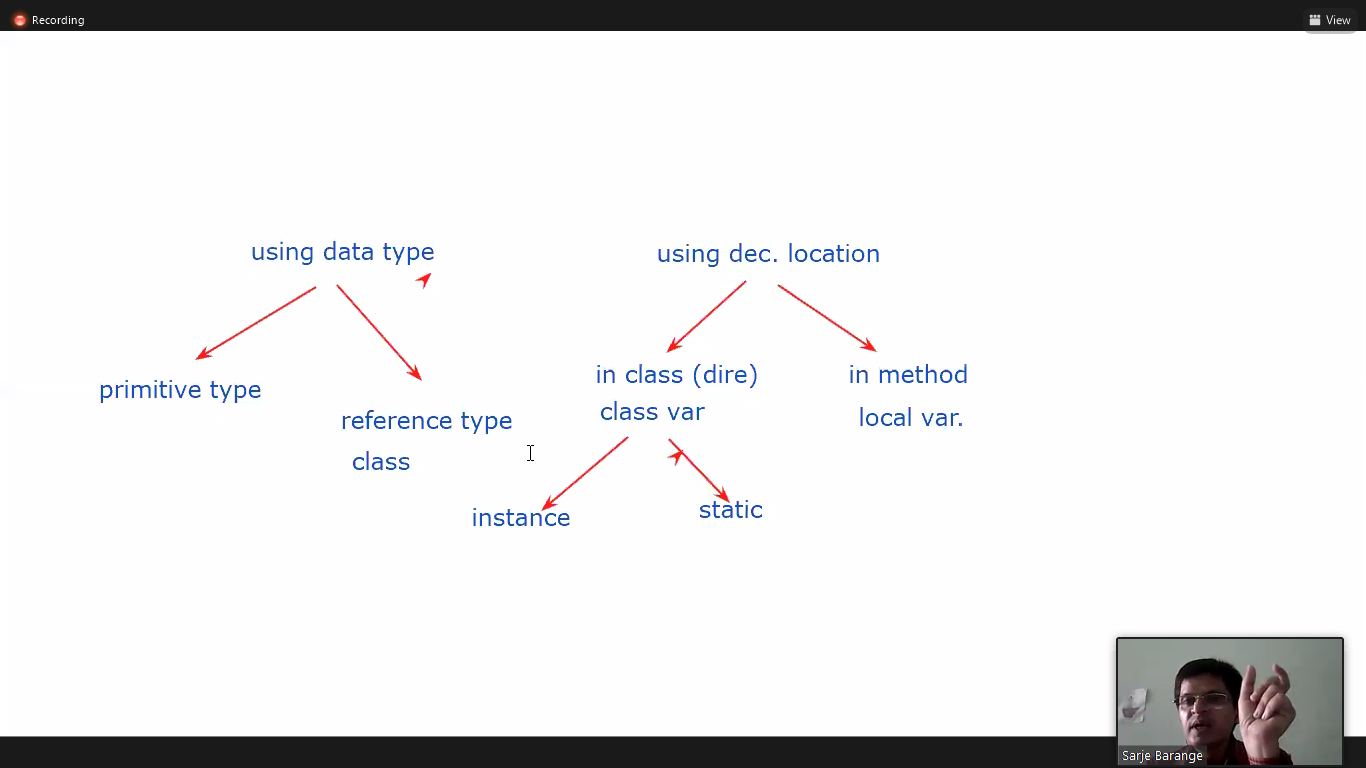 Recording
View
using data type
using dec. location
primitive type
in class (dire)
in method
class var
local var.
reference type
class
instance
static
Sarje Barange